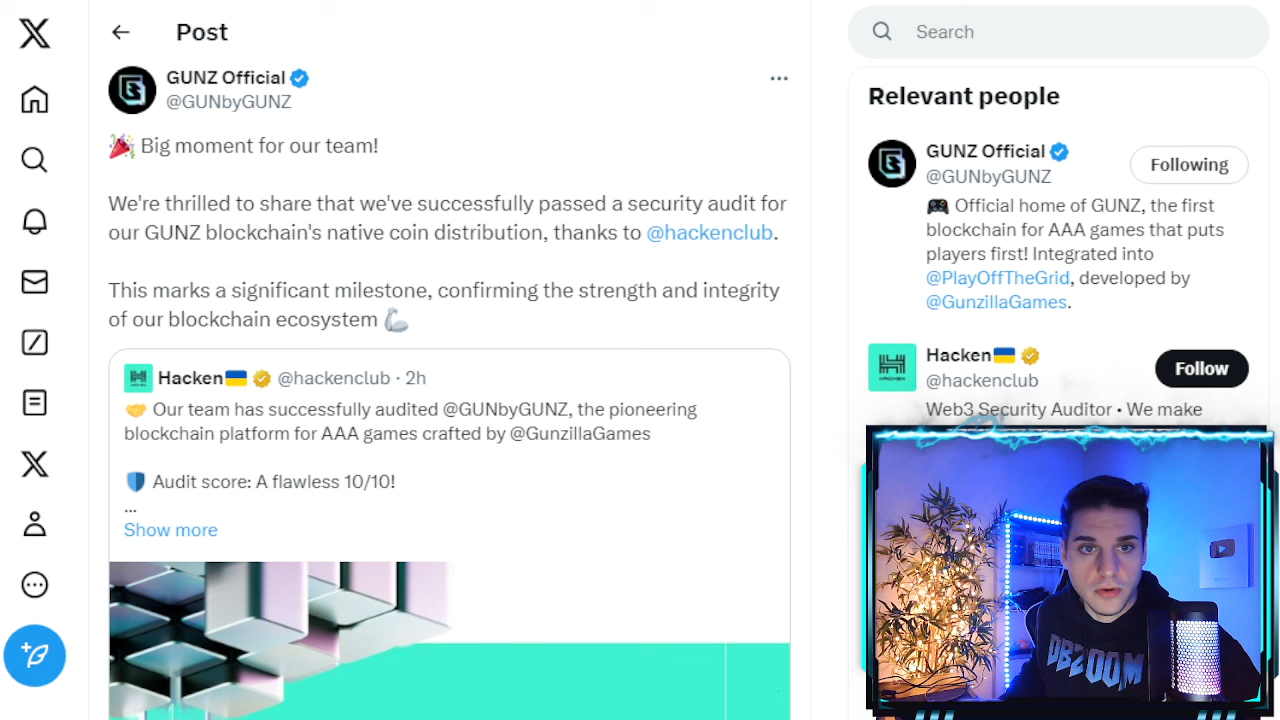 Post
GUNZ Official
@GUNbyGUNZ
🎉 Big moment for our team!
We're thrilled to share that we've successfully passed a security audit for
our GUNZ blockchain's native coin distribution, thanks to @hackenclub.
This marks a significant milestone, confirming the strength and integrity
of our blockchain ecosystem 🦾
Hacken🇺🇦 @hackenclub · 2h
🤝 Our team has successfully audited @GUNbyGUNZ, the pioneering
blockchain platform for AAA games crafted by @GunzillaGames
🛡️ Audit score: A flawless 10/10!
...
Show more
Search
Relevant people
GUNZ Official
@GUNbyGUNZ
Following
🎮 Official home of GUNZ, the first
blockchain for AAA games that puts
players first! Integrated into
@PlayOffTheGrid, developed by
@GunzillaGames.
HACKEN
Hacken🇺🇦
@hackenclub
Follow
Web3 Security Auditor • We make
DBZOOM